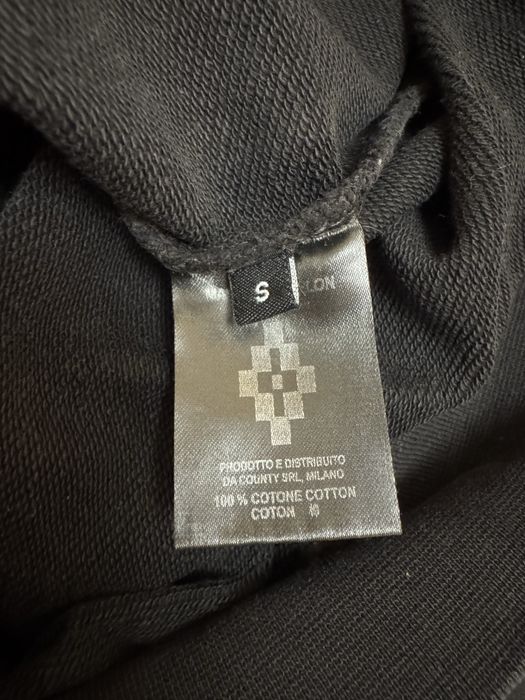 S
LON
PRODOTTO E DISTRIBUITO
DA COUNTY SRL, MILANO
100 % COTONE COTTON
COTON